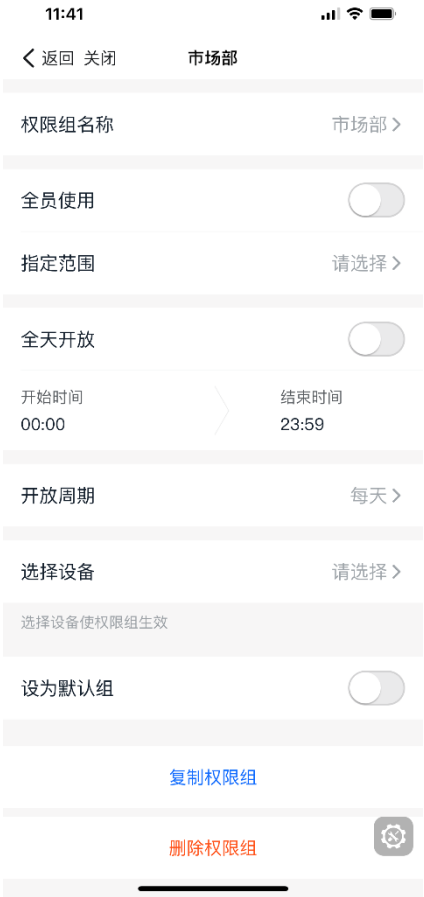 11:41
返回 关闭 市场部
权限组名称 市场部
全员使用
指定范围 请选择
全天开放
开始时间 结束时间
00:00 23:59
开放周期 每天
选择设备 请选择
选择设备使权限组生效
设为默认组
复制权限组
删除权限组